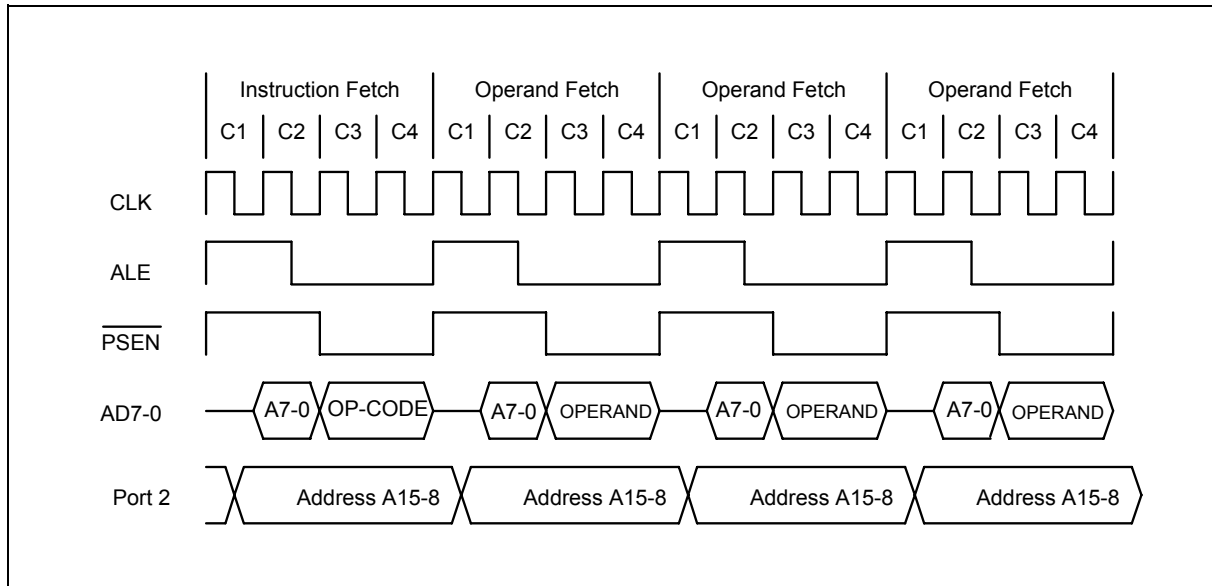 Instruction Fetch Operand Fetch Operand Fetch Operand Fetch
C1 C2 C3 C4 C1 C2 C3 C4 C1 C2 C3 C4 C1 C2 C3 C4
CLK
ALE
PSEN
AD7-0 A7-0 OP-CODE A7-0 OPERAND A7-0 OPERAND A7-0 OPERAND
Port 2 Address A15-8 Address A15-8 Address A15-8 Address A15-8